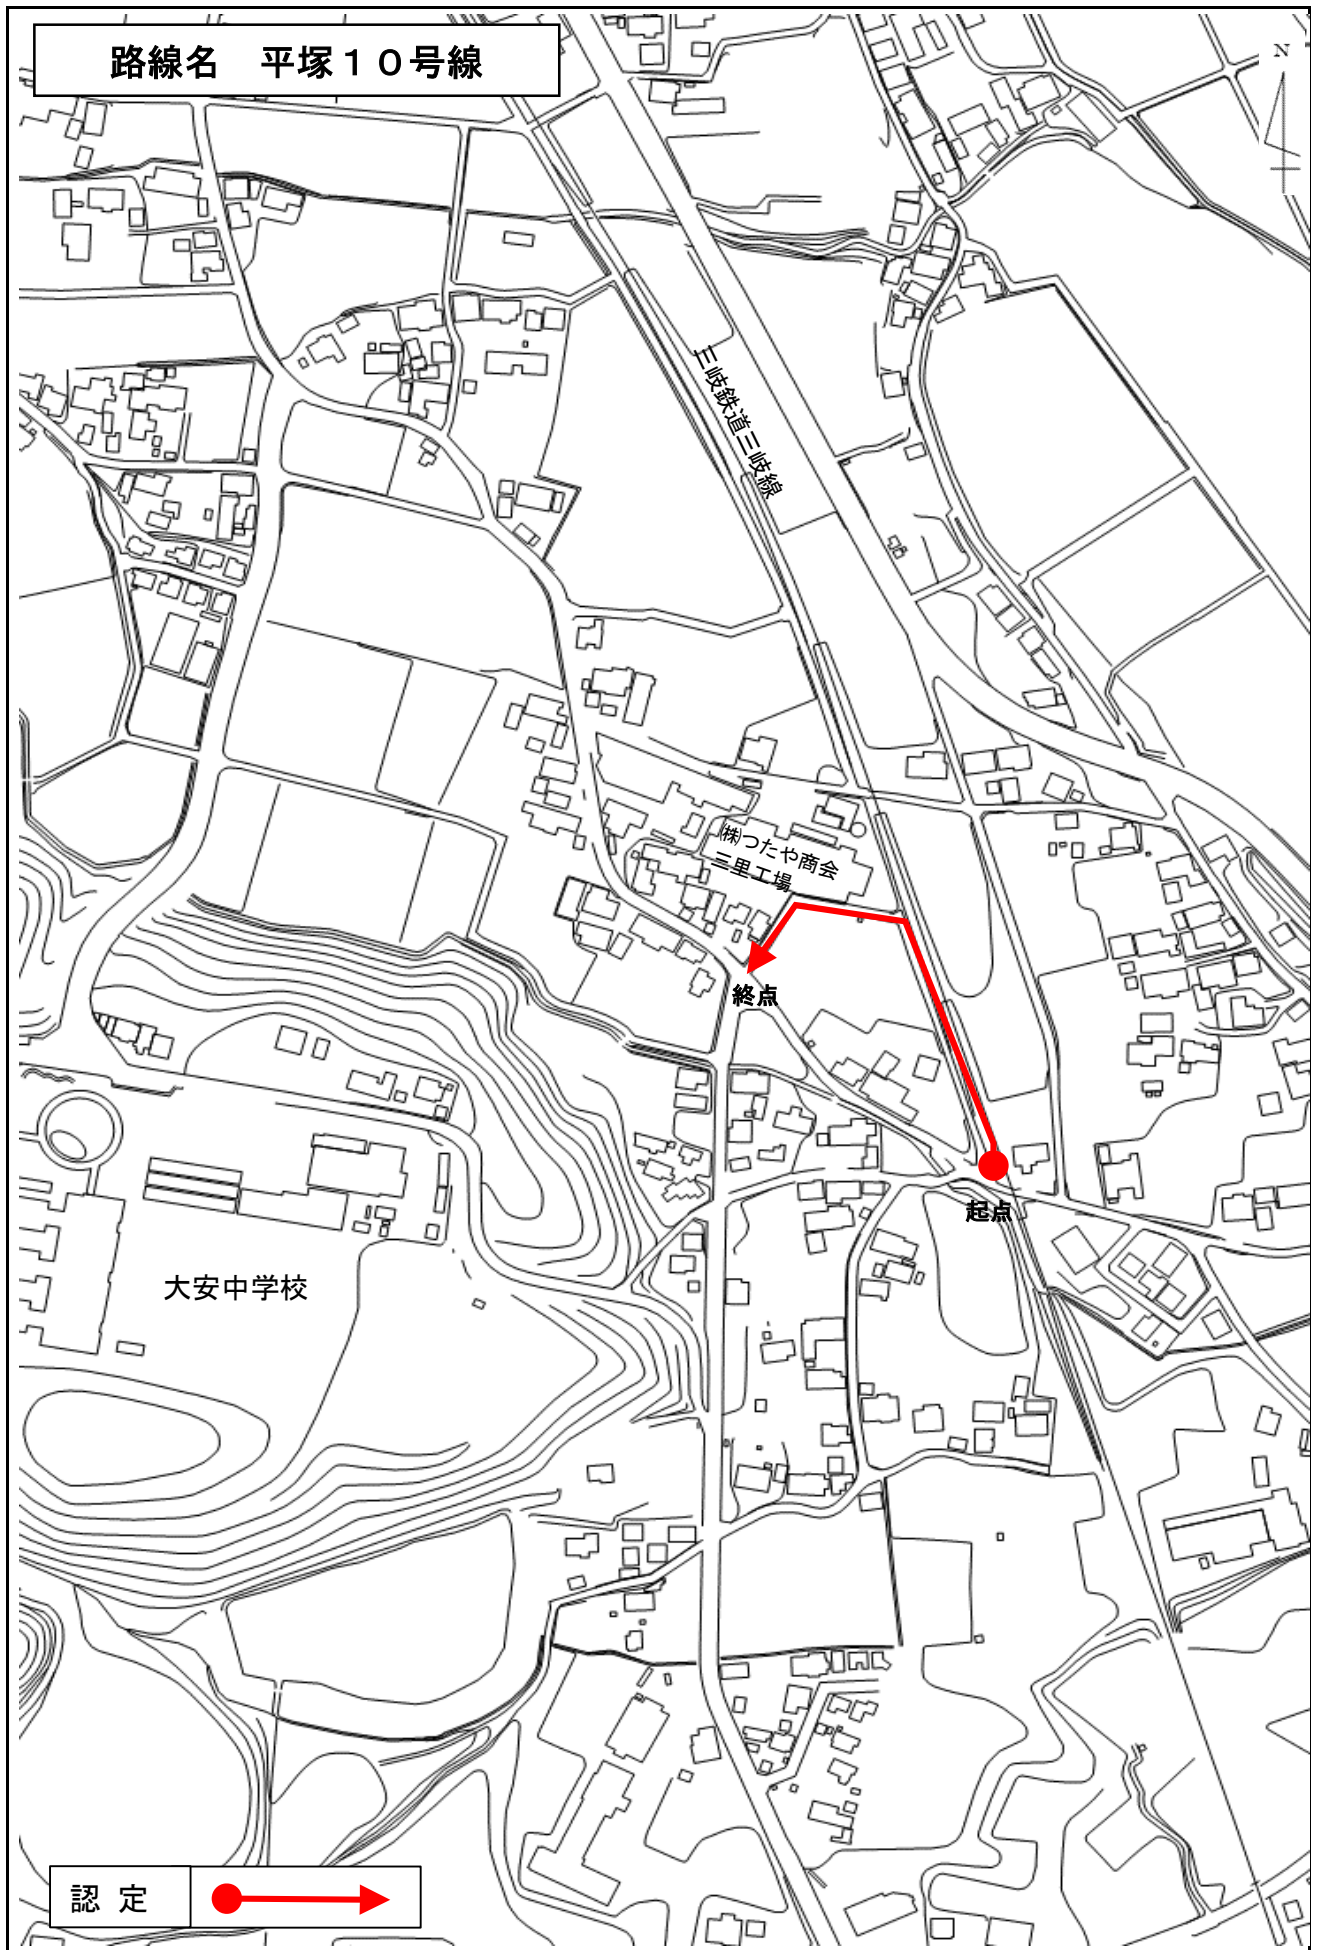 路線名　平塚１０号線
N
三岐鉄道三岐線
㈱つたや商会
三里工場
終点
起点
大安中学校
認 定